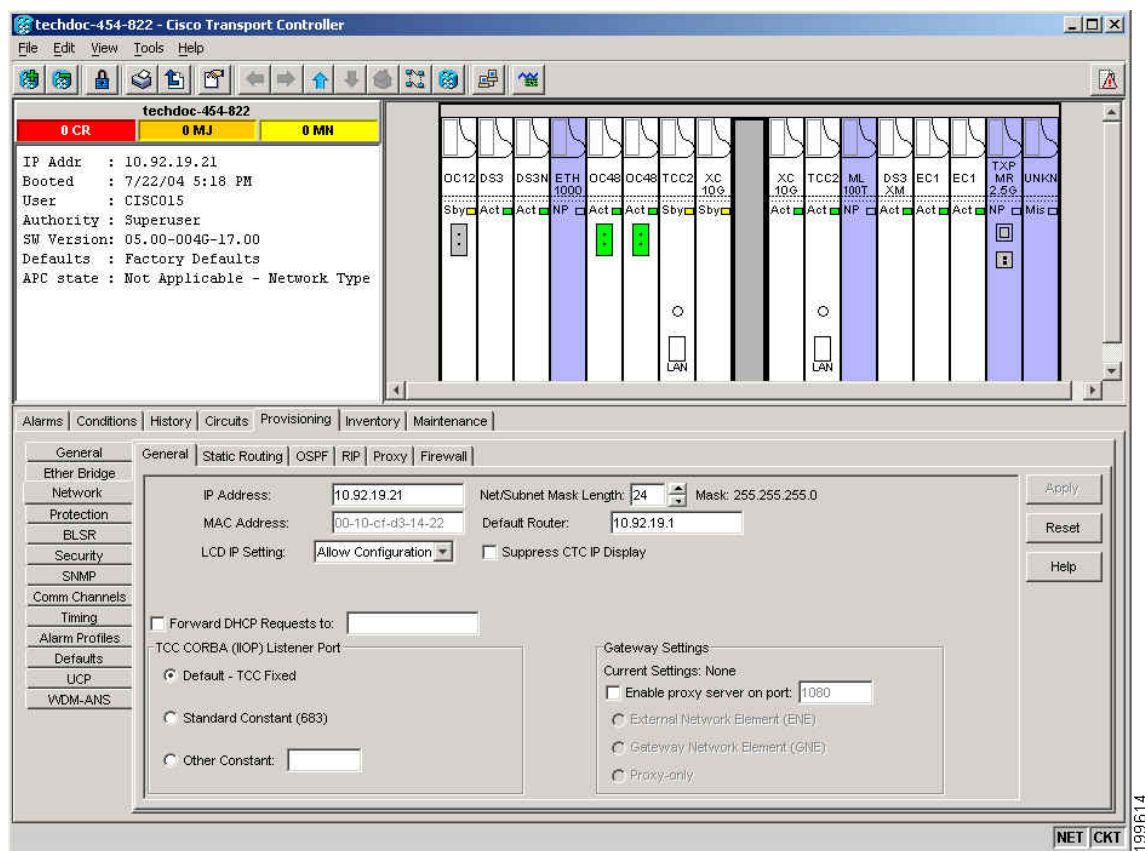 techdoc-454-822 - Cisco Transport Controller
File Edit View Tools Help
techdoc-454-822
0 CR 0 MJ 0 MN
IP Addr : 10.92.19.21
Booted : 7/22/04 5:18 PM
User : CISCO15
Authority : Superuser
SW Version: 05.00-004G-17.00
Defaults : Factory Defaults
APC state : Not Applicable - Network Type
OC12 DS3 DS3N ETH 1000 OC48 OC48 TCC2 XC 10G XC 10G TCC2 ML 100T DS3 XM EC1 EC1 TXP MR 2.5G UNKN
Sby Act Act NP Act Act Sby Sby Act Act NP Act Act Act NP Mis
LAN LAN
Alarms Conditions History Circuits Provisioning Inventory Maintenance
General
Ether Bridge
Network
Protection
BLSR
Security
SNMP
Comm Channels
Timing
Alarm Profiles
Defaults
UCP
WDM-ANS
General Static Routing OSPF RIP Proxy Firewall
IP Address: 10.92.19.21 Net/Subnet Mask Length: 24 Mask: 255.255.255.0
MAC Address: 00-10-cf-d3-14-22 Default Router: 10.92.19.1
LCD IP Setting: Allow Configuration Suppress CTC IP Display
Forward DHCP Requests to:
TCC CORBA (IIOP) Listener Port
Default - TCC Fixed
Standard Constant (683)
Other Constant:
Gateway Settings
Current Settings: None
Enable proxy server on port: 1080
External Network Element (ENE)
Gateway Network Element (GNE)
Proxy-only
Apply
Reset
Help
NET CKT
199614